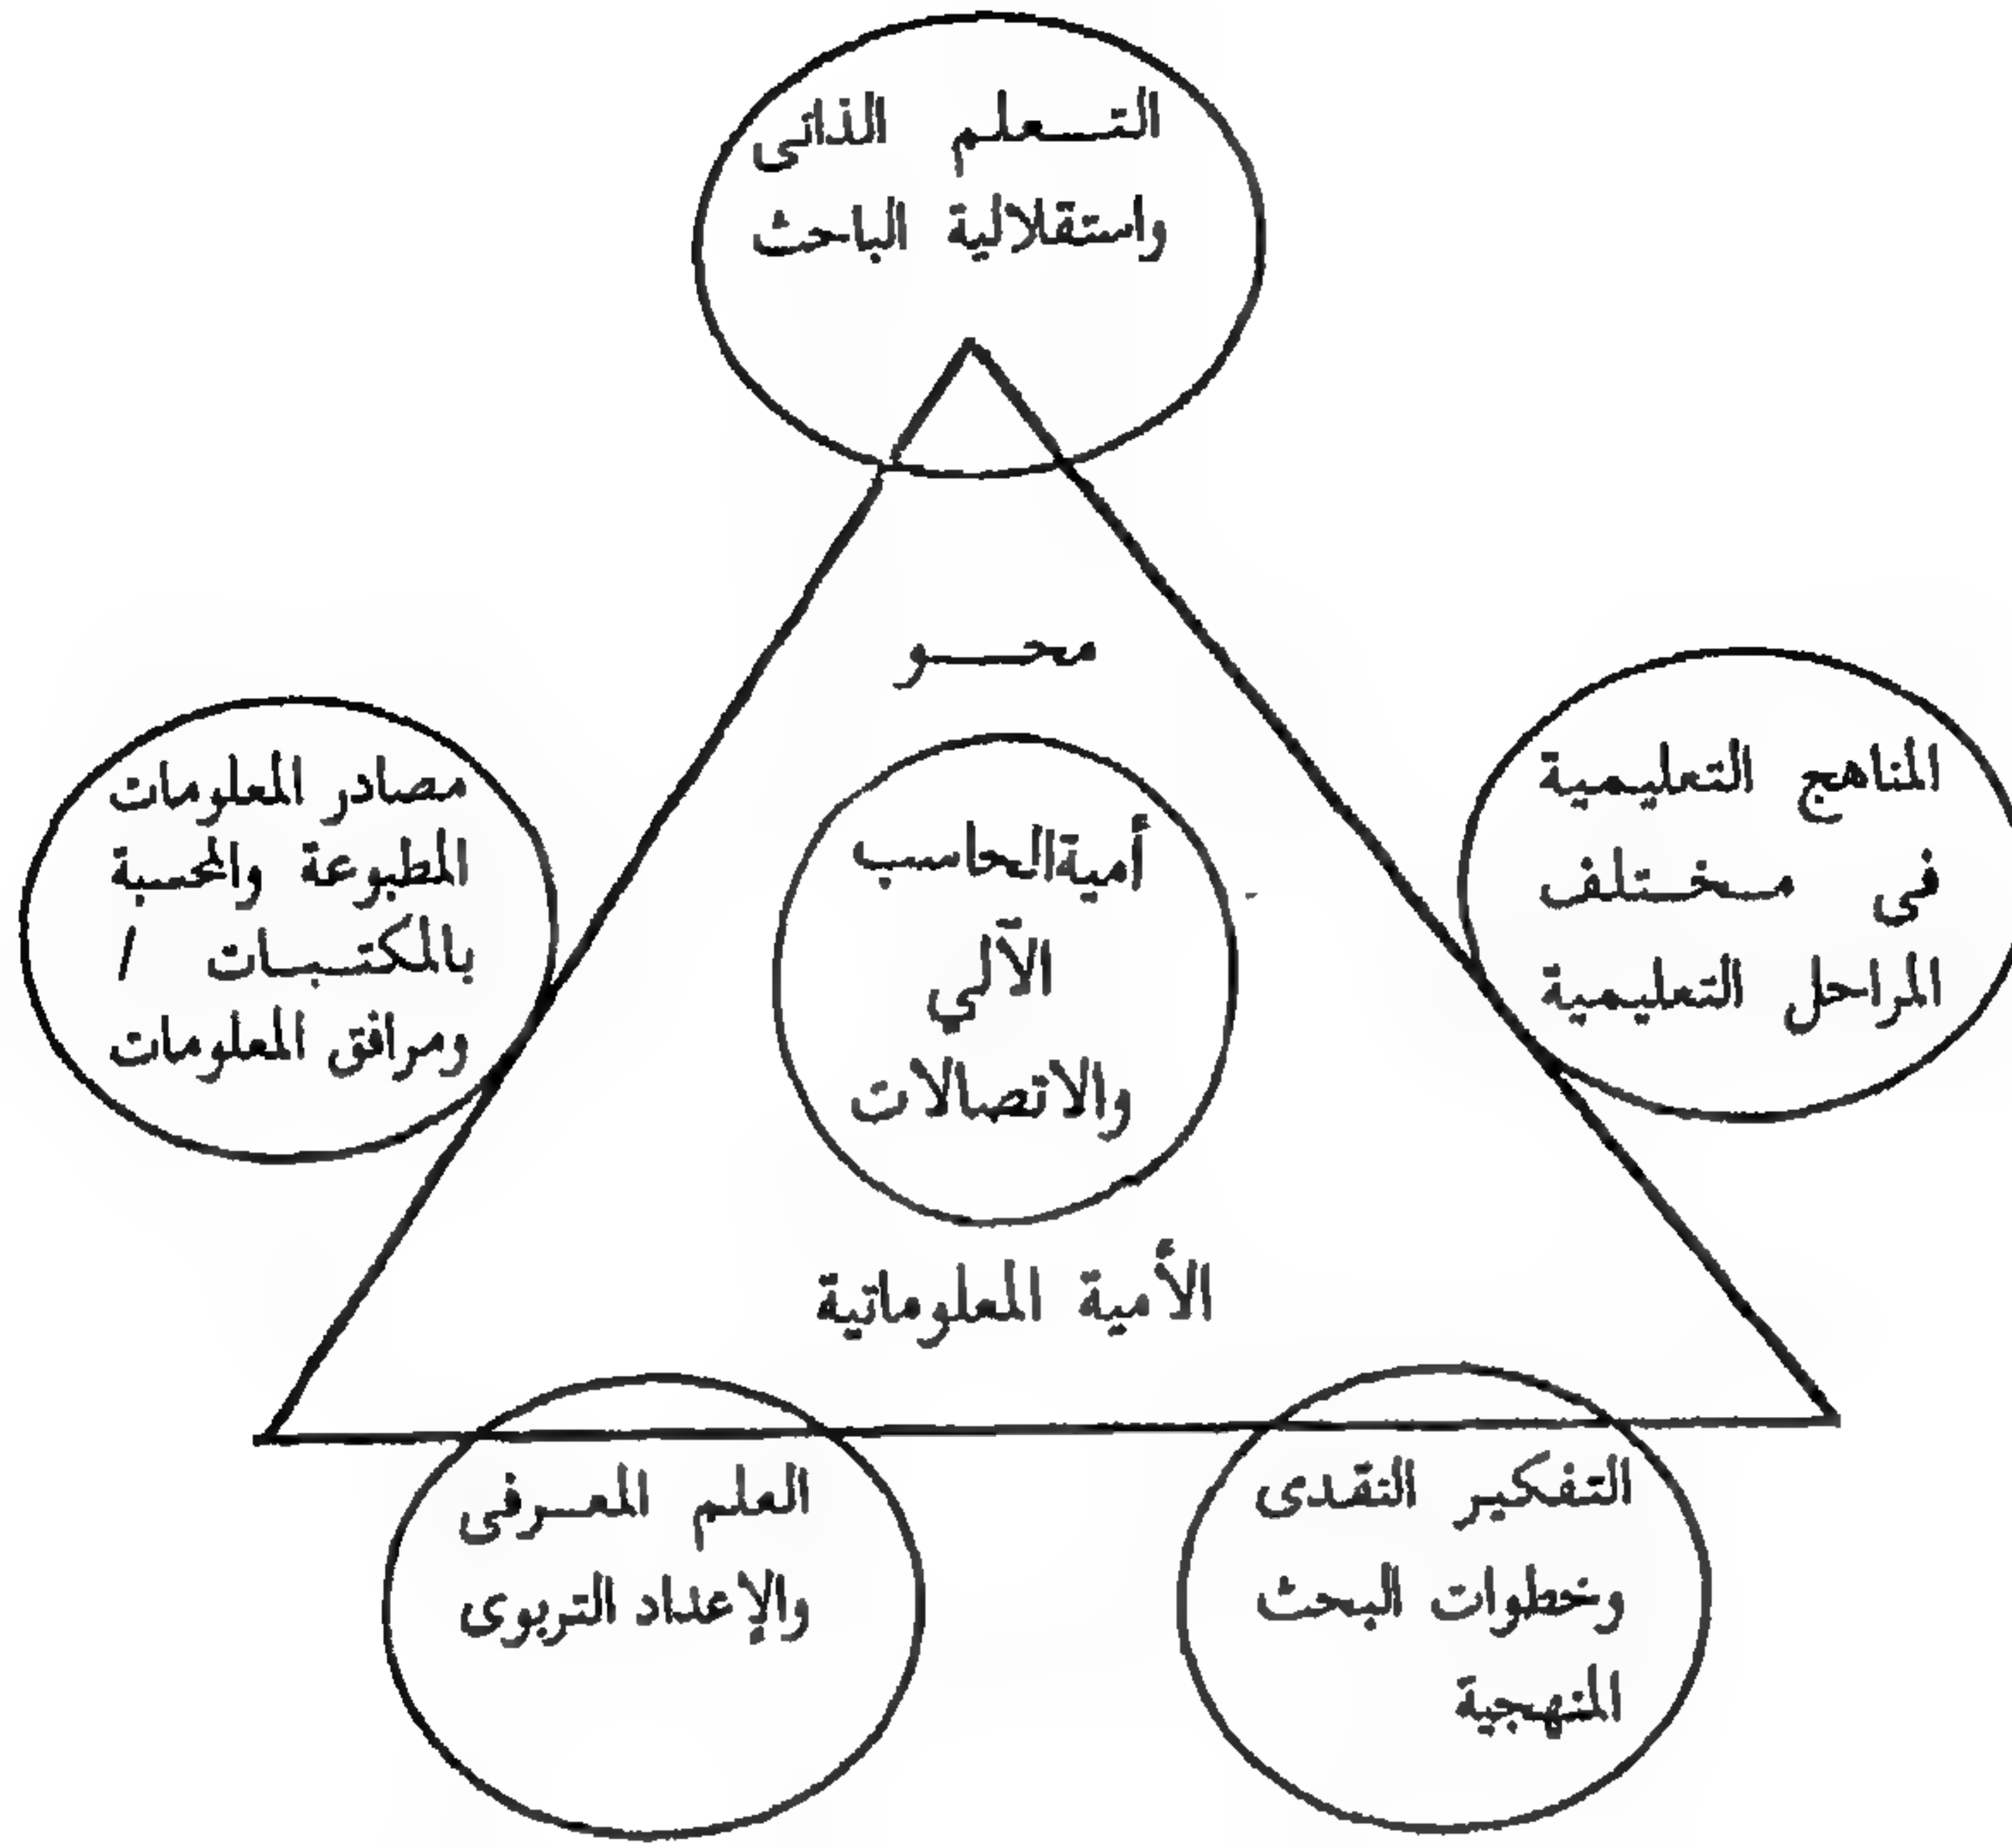 التعلم الذاتى
واستقلالية الباحث
محو
المناهج التعليمية
فى مختلف
المراحل التعليمية
أمية الحاسب
الآلي
والاتصالات
مصادر المعلومات
المطبوعة والمحسبة
بالمكتبات /
ومرافق المعلومات
الأمية المعلوماتية
التفكير النقدى
وخطوات البحث
المنهجية
العلم المعرفى
والإعداد التربوى